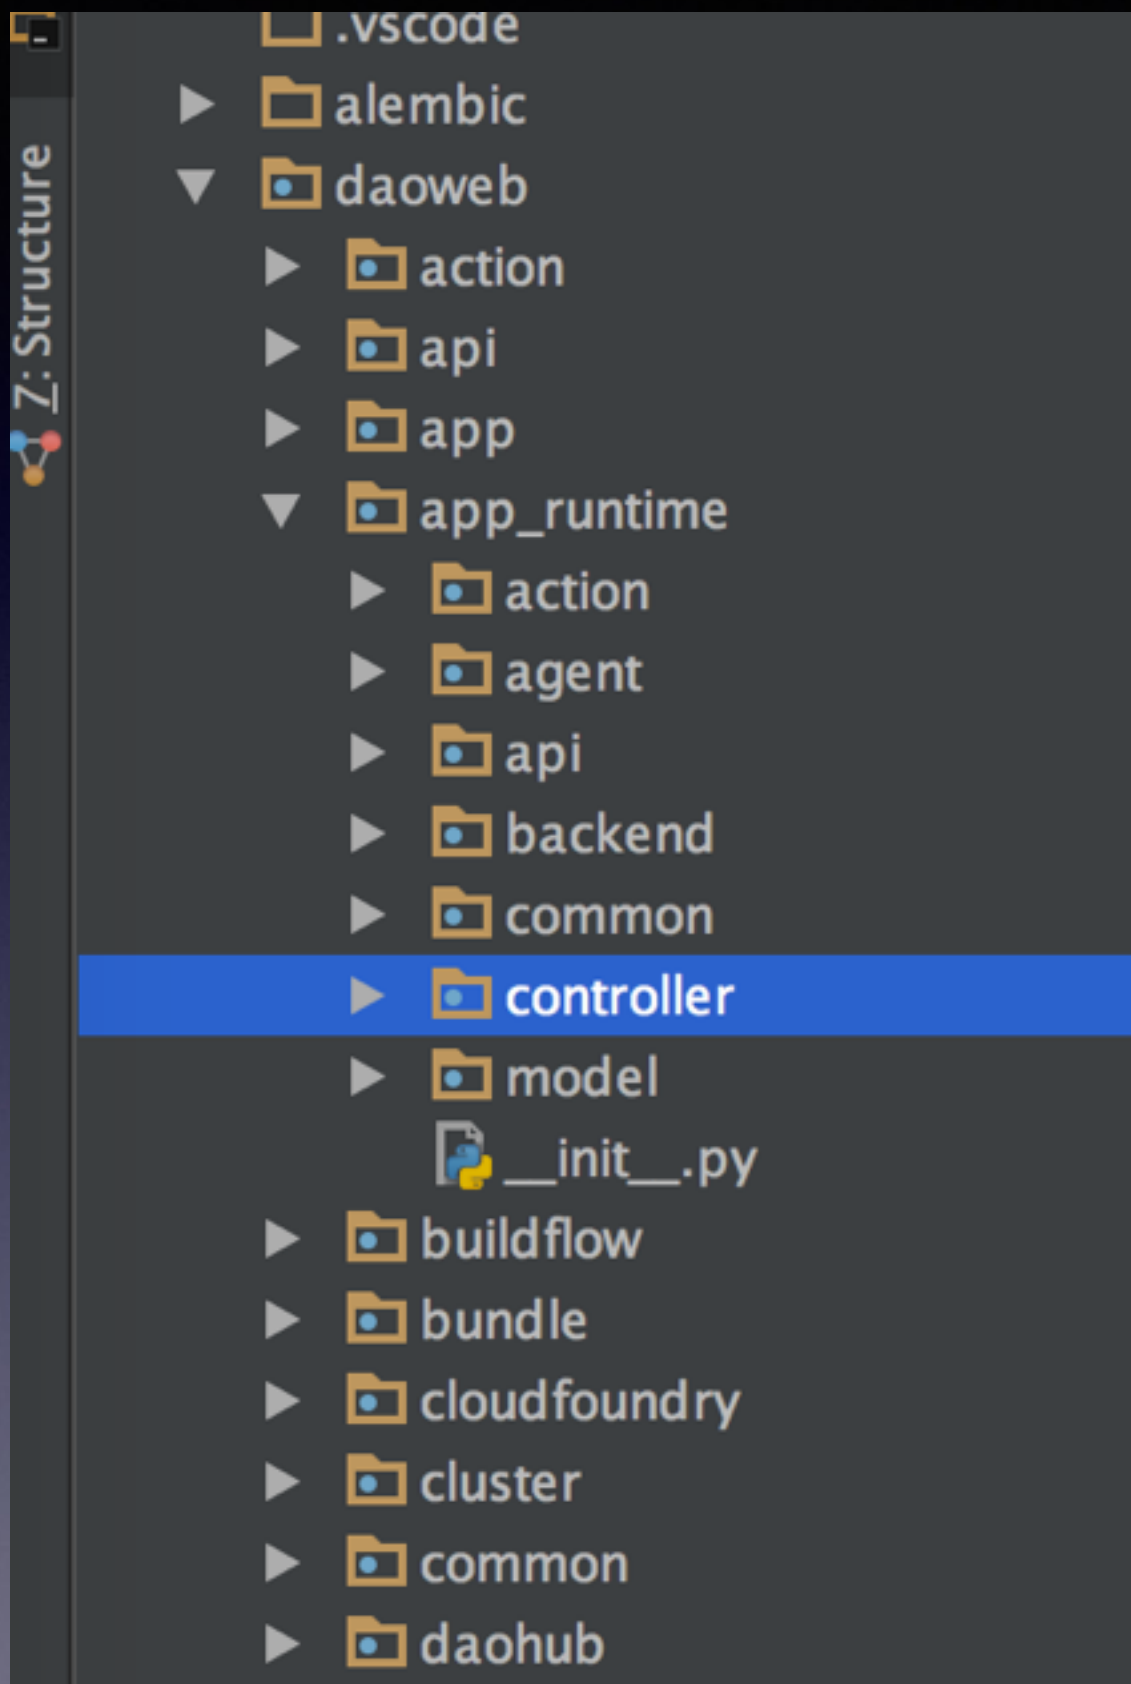 .vscode
alembic
daoweb
action
api
app
app_runtime
action
agent
api
backend
common
controller
model
__init__.py
buildflow
bundle
cloudfoundry
cluster
common
daohub
7: Structure